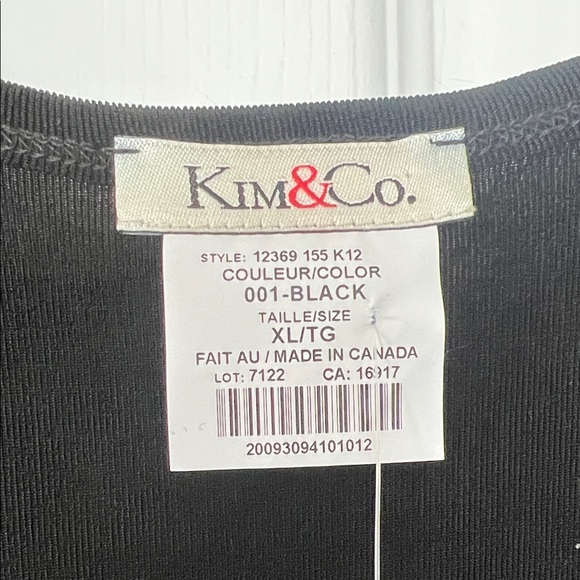 KIM&CO.
STYLE: 12369 155 K12
COULEUR/COLOR
001-BLACK
TAILLE/SIZE
XL/TG
FAIT AU / MADE IN CANADA
LOT: 7122 CA: 16917
20093094101012